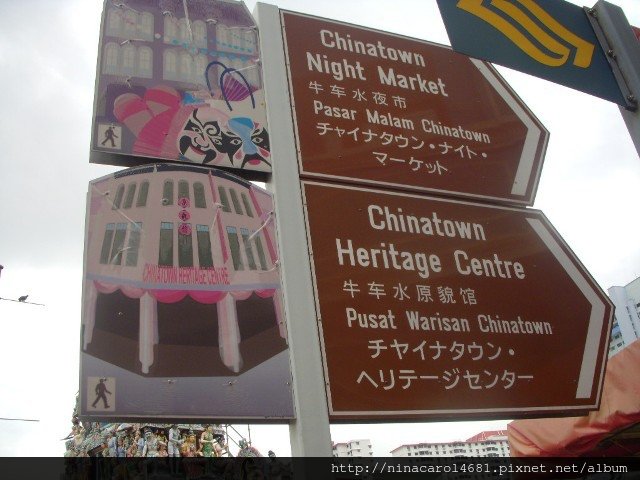 Chinatown
Night Market
牛车水夜市
Pasar Malam Chinatown
チャイナタウン・ナイト・
マーケット
Chinatown
Heritage Centre
牛车水原貌馆
Pusat Warisan Chinatown
チャイナタウン・
ヘリテージセンター
CHINATOWN HERITAGE CENTRE
http://ninacarol4681.pixnet.net/album